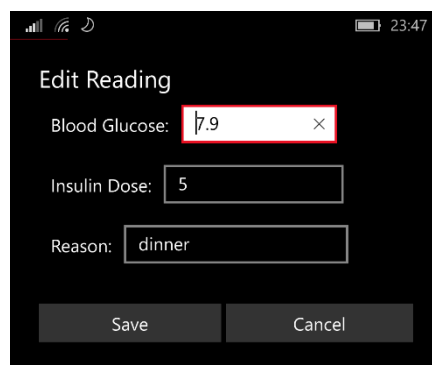 23:47
Edit Reading
Blood Glucose: 7.9
Insulin Dose: 5
Reason: dinner
Save Cancel